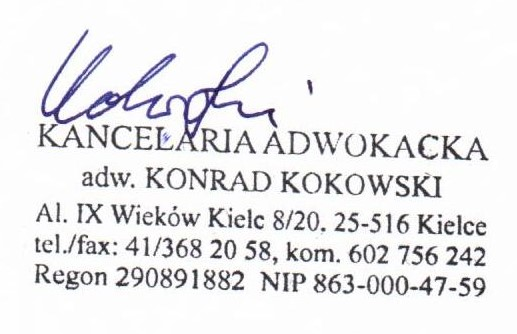 Kokowski
KANCELARIA ADWOKACKA
adw. KONRAD KOKOWSKI
Al. IX Wieków Kielc 8/20, 25-516 Kielce
tel./fax: 41/368 20 58, kom. 602 756 242
Regon 290891882 NIP 863-000-47-59